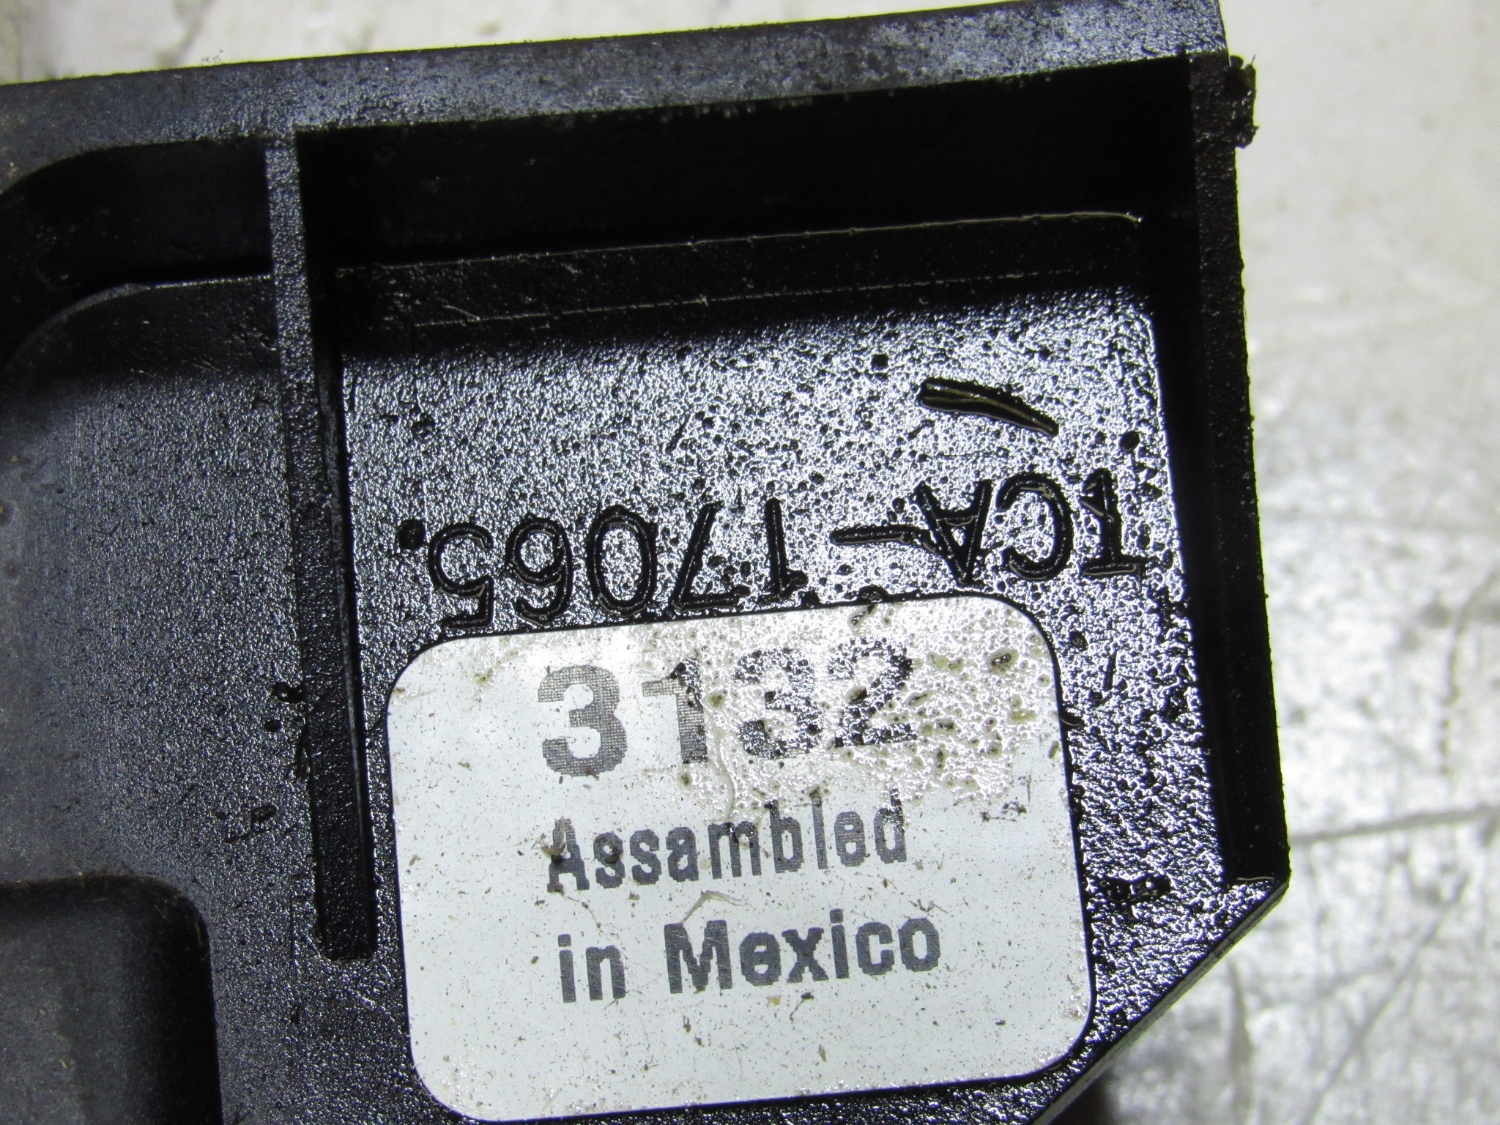 TCA-17065.
3132
Assambled
in Mexico